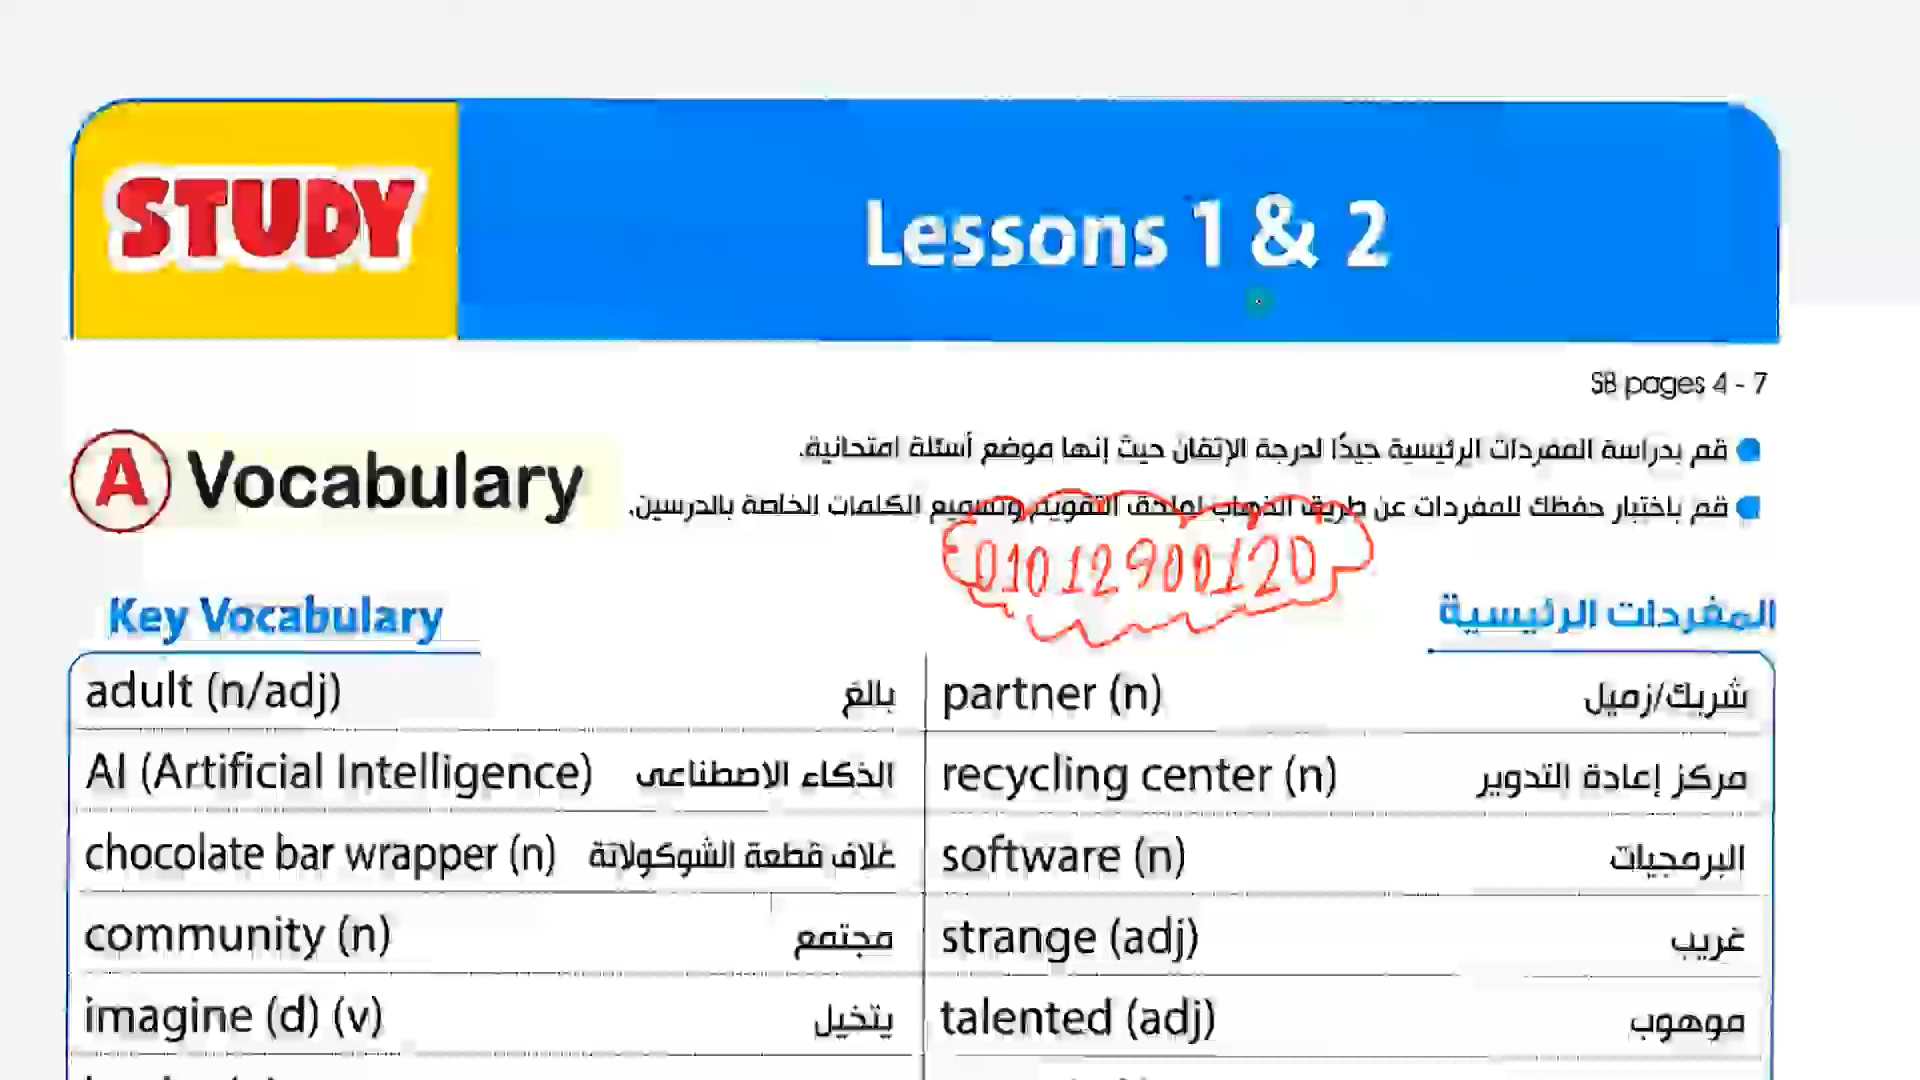 STUDY
Lessons 1 & 2
SB pages 4 - 7
A Vocabulary
قم بدراسة المفردات الرئيسية جيدًا لدرجة الإتقان حيث إنها موضع أسئلة امتحانية.
قم باختبار حفظك للمفردات عن طريق الذهاب لملحق التقويم وتسميع الكلمات الخاصة بالدرسين.
01012900120
Key Vocabulary المفردات الرئيسية
adult (n/adj) بالغ partner (n) شريك/زميل
AI (Artificial Intelligence) الذكاء الاصطناعى recycling center (n) مركز إعادة التدوير
chocolate bar wrapper (n) غلاف قطعة الشوكولاتة software (n) البرمجيات
community (n) مجتمع strange (adj) غريب
imagine (d) (v) يتخيل talented (adj) موهوب